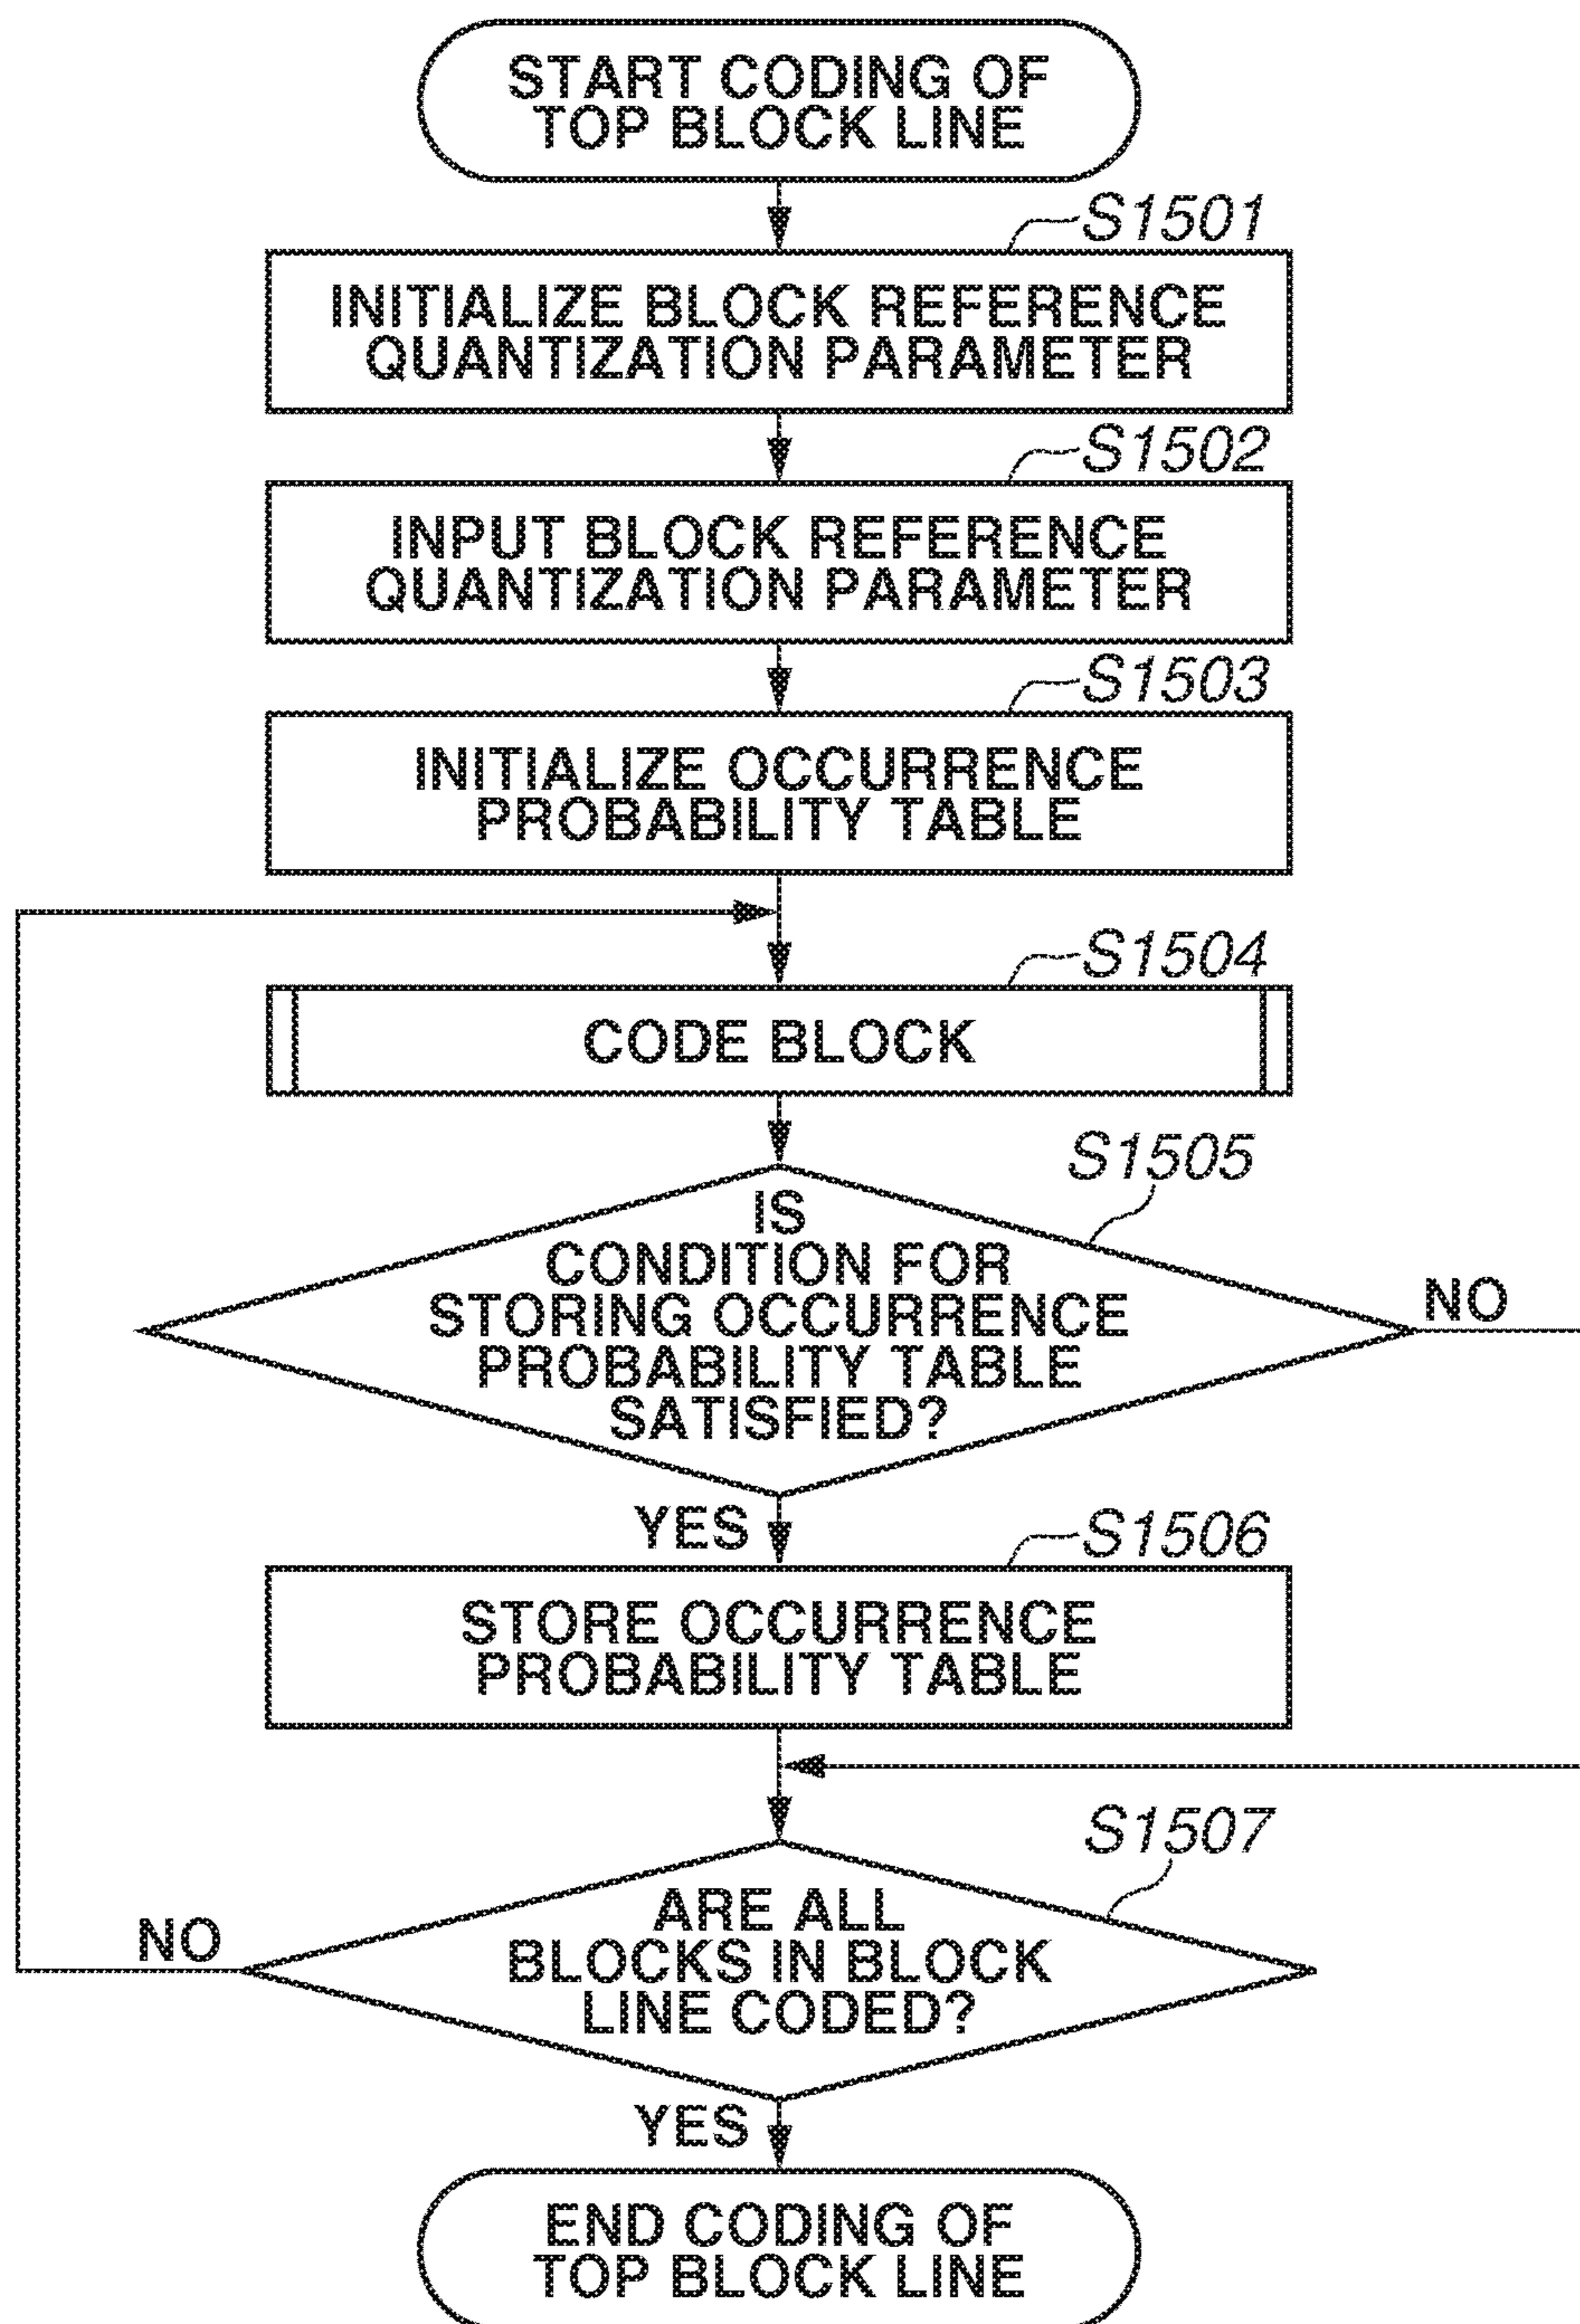 START CODING OF
TOP BLOCK LINE
S1501
INITIALIZE BLOCK REFERENCE
QUANTIZATION PARAMETER
S1502
INPUT BLOCK REFERENCE
QUANTIZATION PARAMETER
S1503
INITIALIZE OCCURRENCE
PROBABILITY TABLE
S1504
CODE BLOCK
S1505
IS
CONDITION FOR
STORING OCCURRENCE
PROBABILITY TABLE
SATISFIED?
NO
YES
S1506
STORE OCCURRENCE
PROBABILITY TABLE
S1507
ARE ALL
BLOCKS IN BLOCK
LINE CODED?
NO
YES
END CODING OF
TOP BLOCK LINE